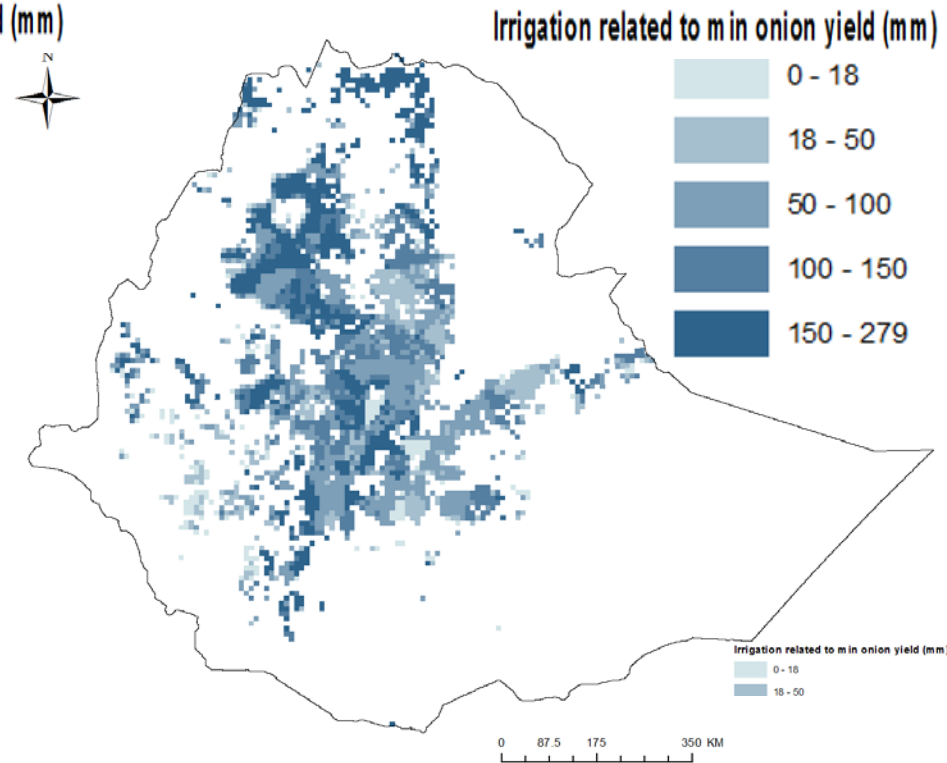 (mm)
N
Irrigation related to min onion yield (mm)
0 - 18
18 - 50
50 - 100
100 - 150
150 - 279
Irrigation related to min onion yield (mm)
0 - 18
18 - 50
0 87.5 175 350 KM